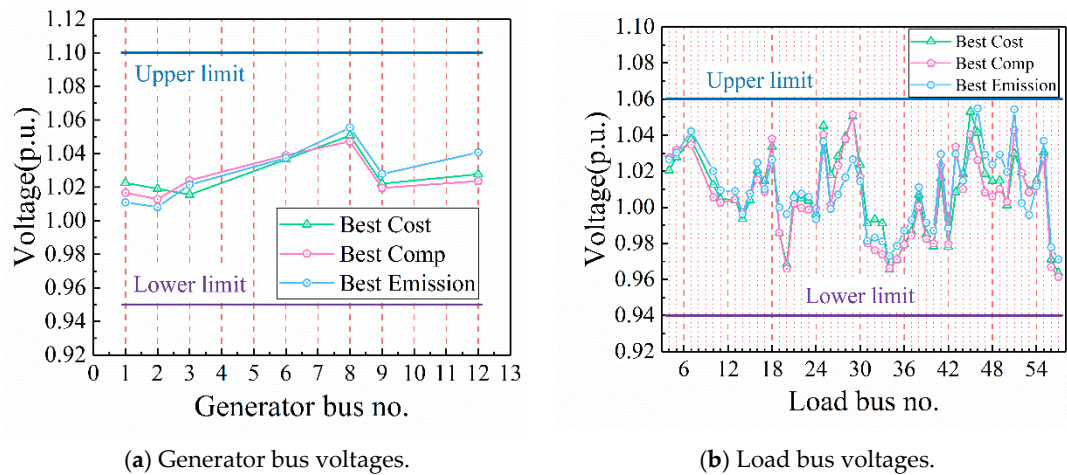 1.12
1.10
1.08
1.06
1.04
1.02
1.00
0.98
0.96
0.94
0.92
Voltage(p.u.)
Upper limit
Best Cost
Best Comp
Best Emission
Lower limit
0 1 2 3 4 5 6 7 8 9 10 11 12 13
Generator bus no.
(a) Generator bus voltages.
1.10
1.08
1.06
1.04
1.02
1.00
0.98
0.96
0.94
0.92
Voltage(p.u.)
Best Cost
Best Comp
Best Emission
Upper limit
Lower limit
6 12 18 24 30 36 42 48 54
Load bus no.
(b) Load bus voltages.